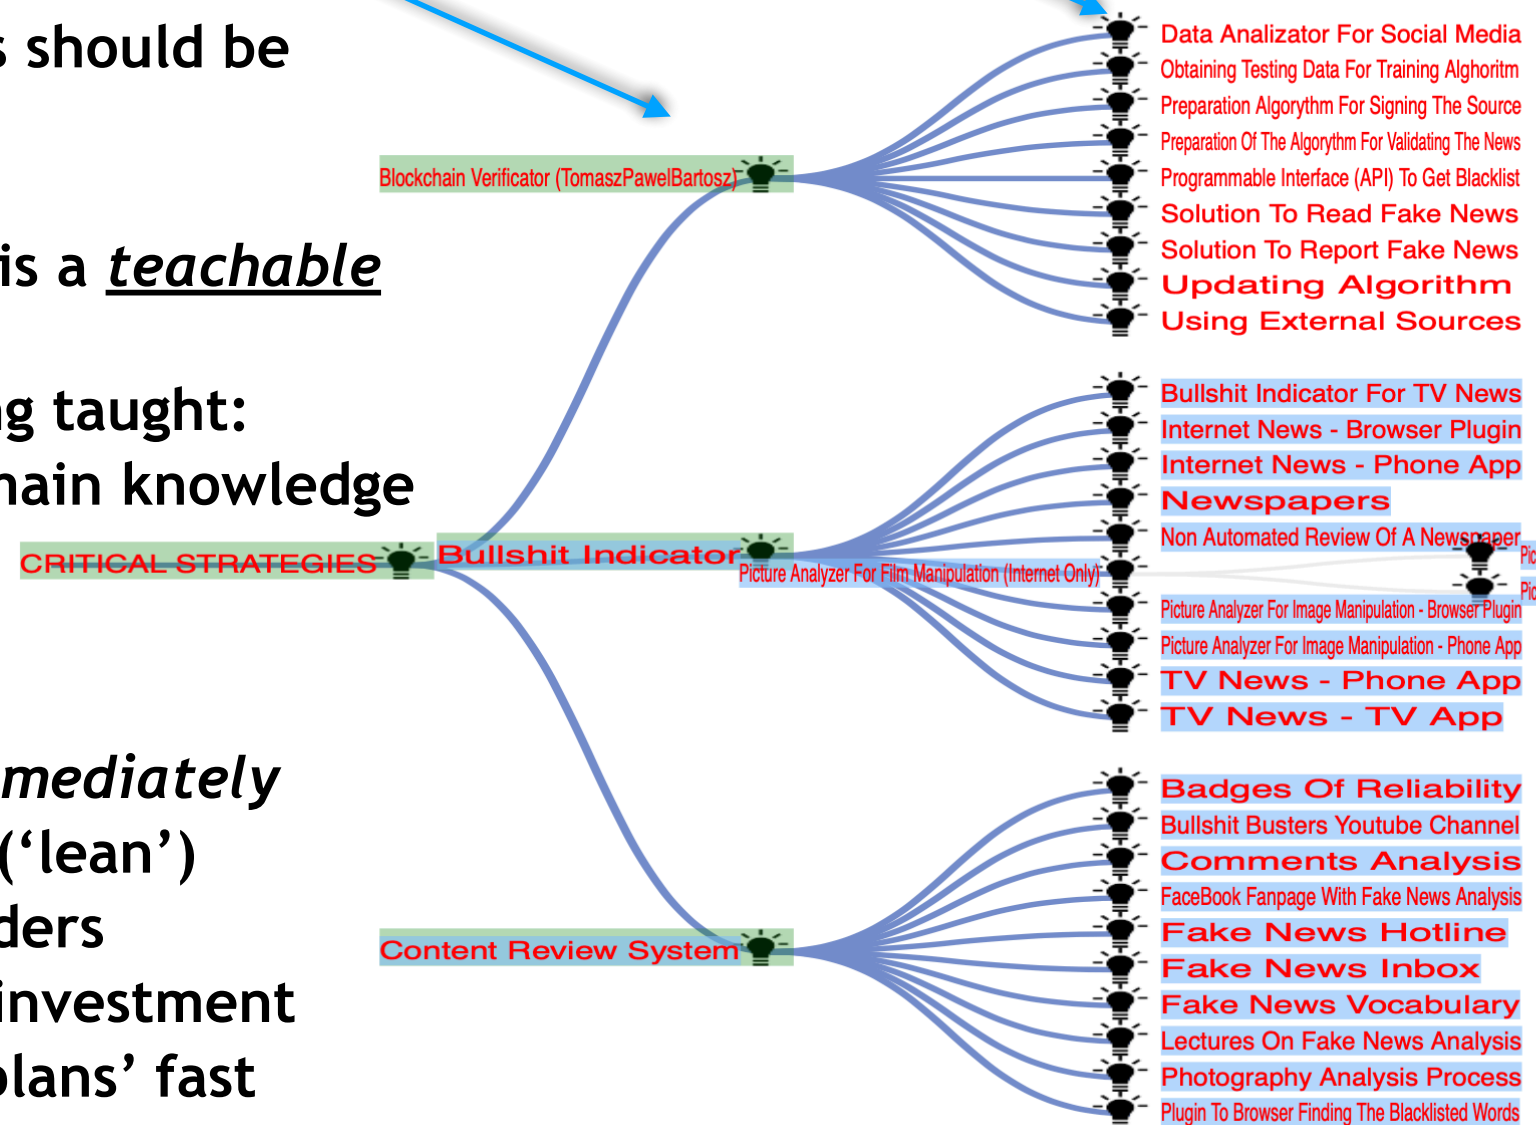 s should be
is a teachable
ng taught:
main knowledge
mmediately
(‘lean’)
ders
investment
plans’ fast
CRITICAL STRATEGIES
Blockchain Verificator (TomaszPawelBartosz)
Data Analizator For Social Media
Obtaining Testing Data For Training Alghoritm
Preparation Algorythm For Signing The Source
Preparation Of The Algorythm For Validating The News
Programmable Interface (API) To Get Blacklist
Solution To Read Fake News
Solution To Report Fake News
Updating Algorithm
Using External Sources
Bullshit Indicator
Bullshit Indicator For TV News
Internet News - Browser Plugin
Internet News - Phone App
Newspapers
Non Automated Review Of A Newspaper
Picture Analyzer For Film Manipulation (Internet Only)
Pic
Pic
Picture Analyzer For Image Manipulation - Browser Plugin
Picture Analyzer For Image Manipulation - Phone App
TV News - Phone App
TV News - TV App
Content Review System
Badges Of Reliability
Bullshit Busters Youtube Channel
Comments Analysis
FaceBook Fanpage With Fake News Analysis
Fake News Hotline
Fake News Inbox
Fake News Vocabulary
Lectures On Fake News Analysis
Photography Analysis Process
Plugin To Browser Finding The Blacklisted Words